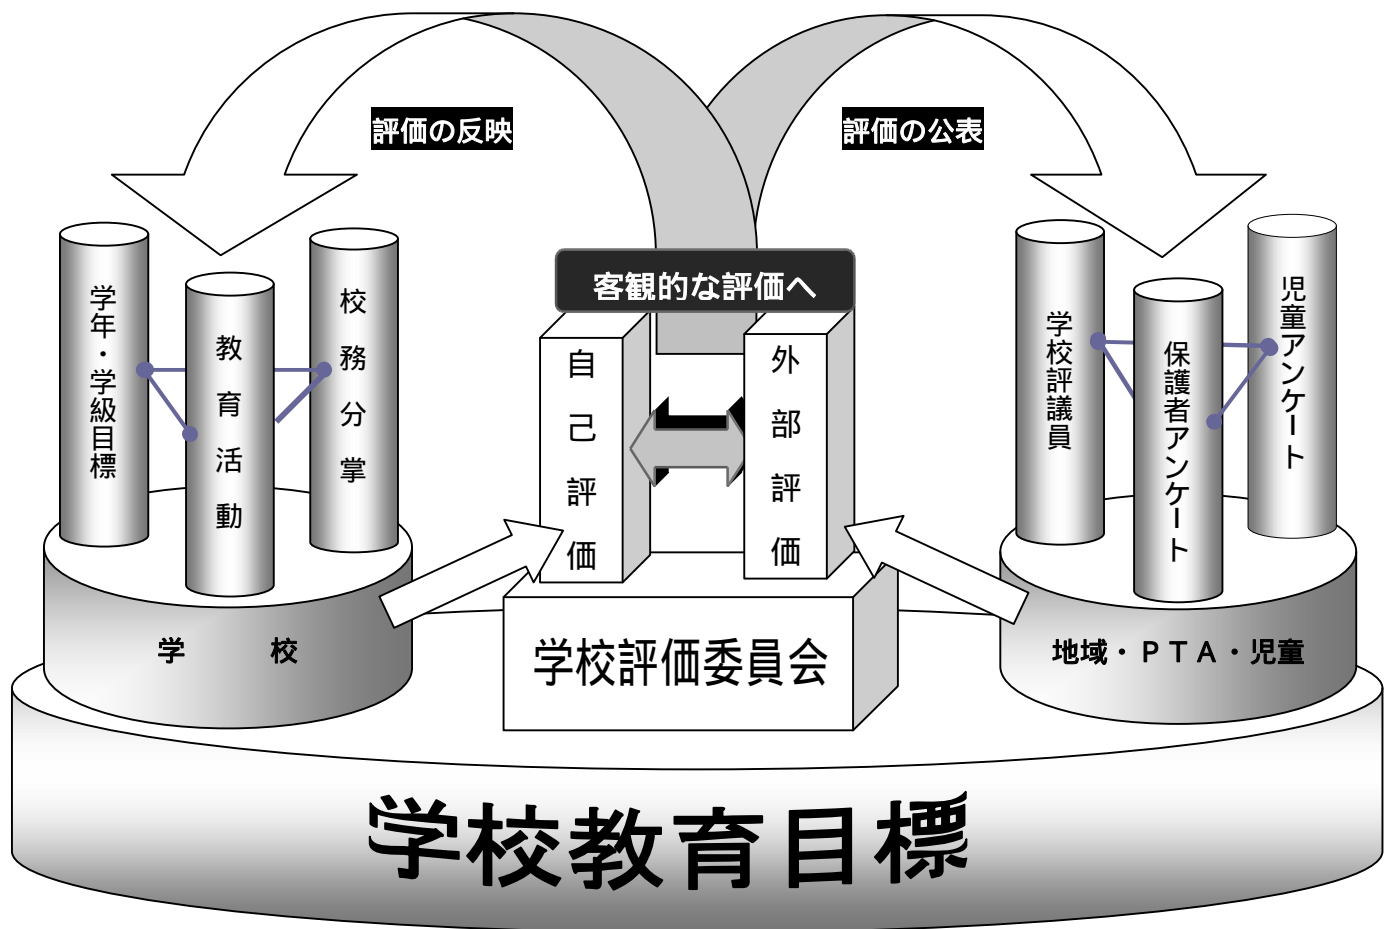 評価の反映
評価の公表
客観的な評価へ
学年・学級目標
教育活動
校務分掌
自己評価
外部評価
学校評議員
保護者アンケート
児童アンケート
学　　校
学校評価委員会
地域・ＰＴＡ・児童
学校教育目標